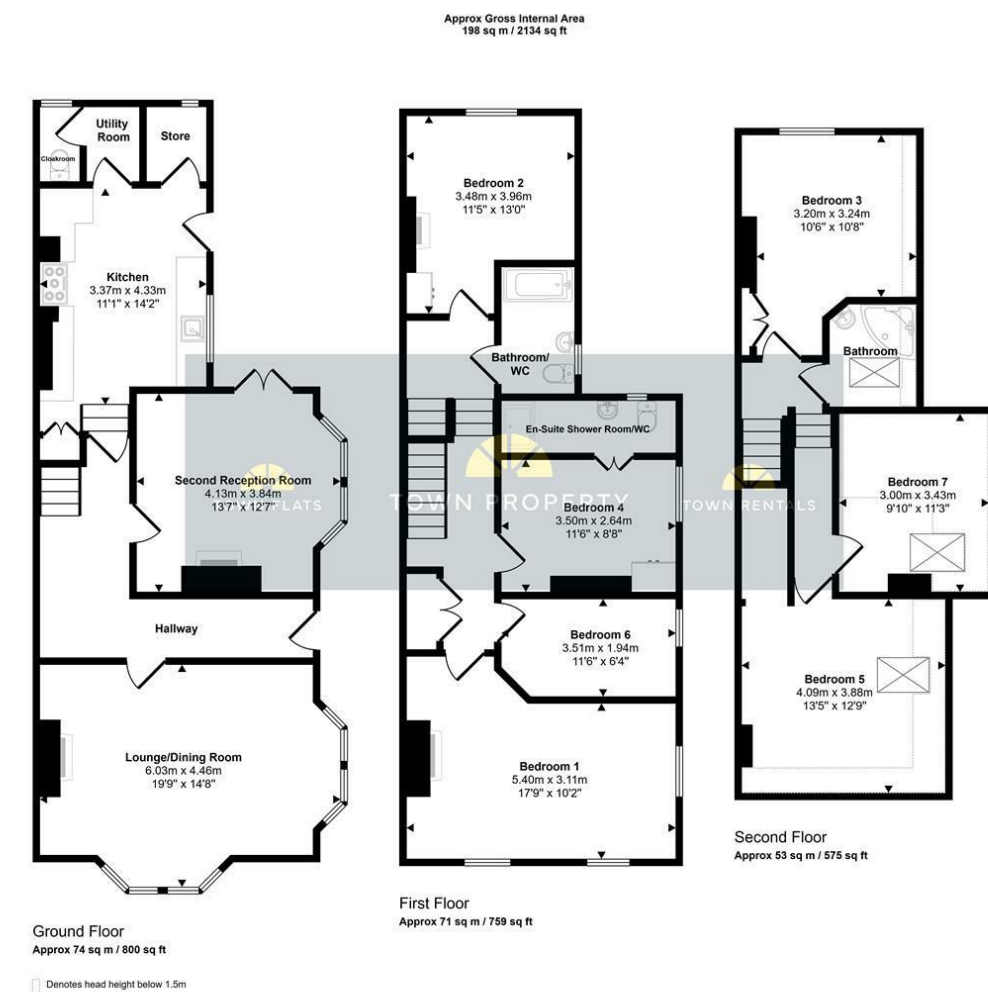 Approx Gross Internal Area
198 sq m / 2134 sq ft
Utility
Room
Store
Cloakroom
Kitchen
3.37m x 4.33m
11'1" x 14'2"
Second Reception Room
4.13m x 3.84m
13'7" x 12'7"
Hallway
Lounge/Dining Room
6.03m x 4.46m
19'9" x 14'8"
Ground Floor
Approx 74 sq m / 800 sq ft
Denotes head height below 1.5m
Bedroom 2
3.48m x 3.96m
11'5" x 13'0"
Bathroom/
WC
En-Suite Shower Room/WC
Bedroom 4
3.50m x 2.64m
11'6" x 8'8"
Bedroom 6
3.51m x 1.94m
11'6" x 6'4"
Bedroom 1
5.40m x 3.11m
17'9" x 10'2"
First Floor
Approx 71 sq m / 759 sq ft
Bedroom 3
3.20m x 3.24m
10'6" x 10'8"
Bathroom
Bedroom 7
3.00m x 3.43m
9'10" x 11'3"
Bedroom 5
4.09m x 3.88m
13'5" x 12'9"
Second Floor
Approx 53 sq m / 575 sq ft
FLATS
TOWN PROPERTY
TOWN RENTALS